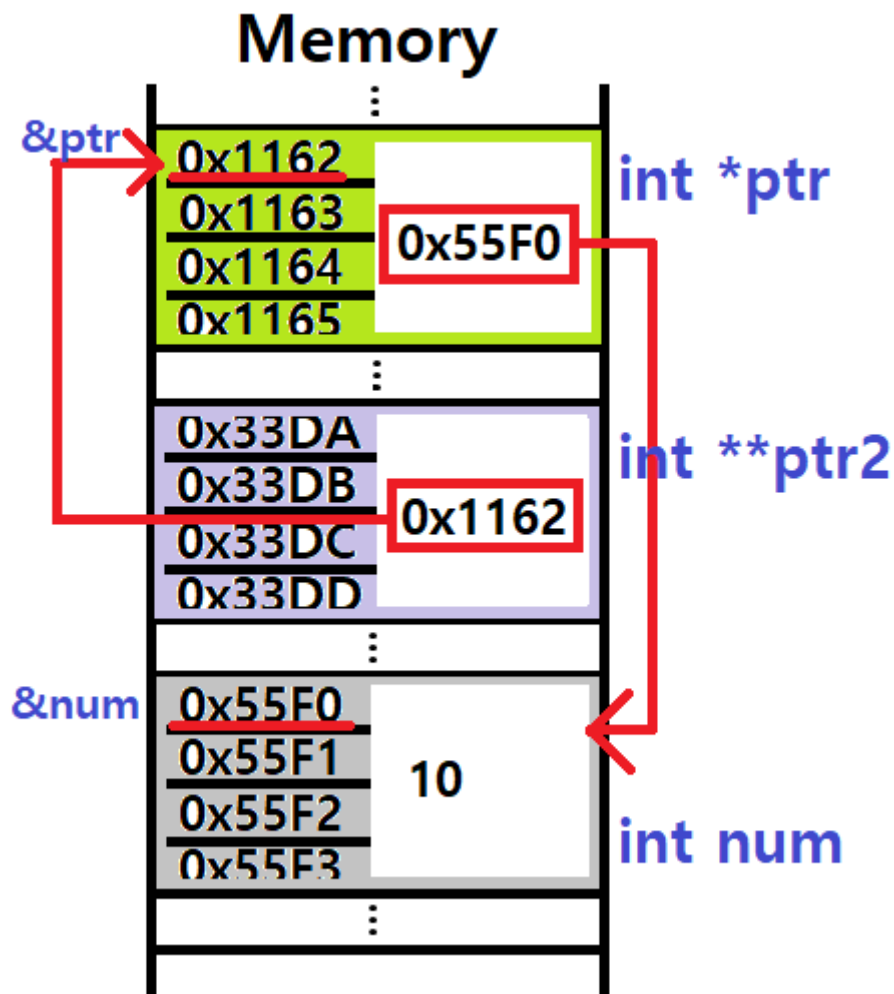 Memory
&ptr
0x1162
0x1163
0x1164
0x1165
0x55F0
int *ptr
0x33DA
0x33DB
0x33DC
0x33DD
0x1162
int **ptr2
&num
0x55F0
0x55F1
0x55F2
0x55F3
10
int num